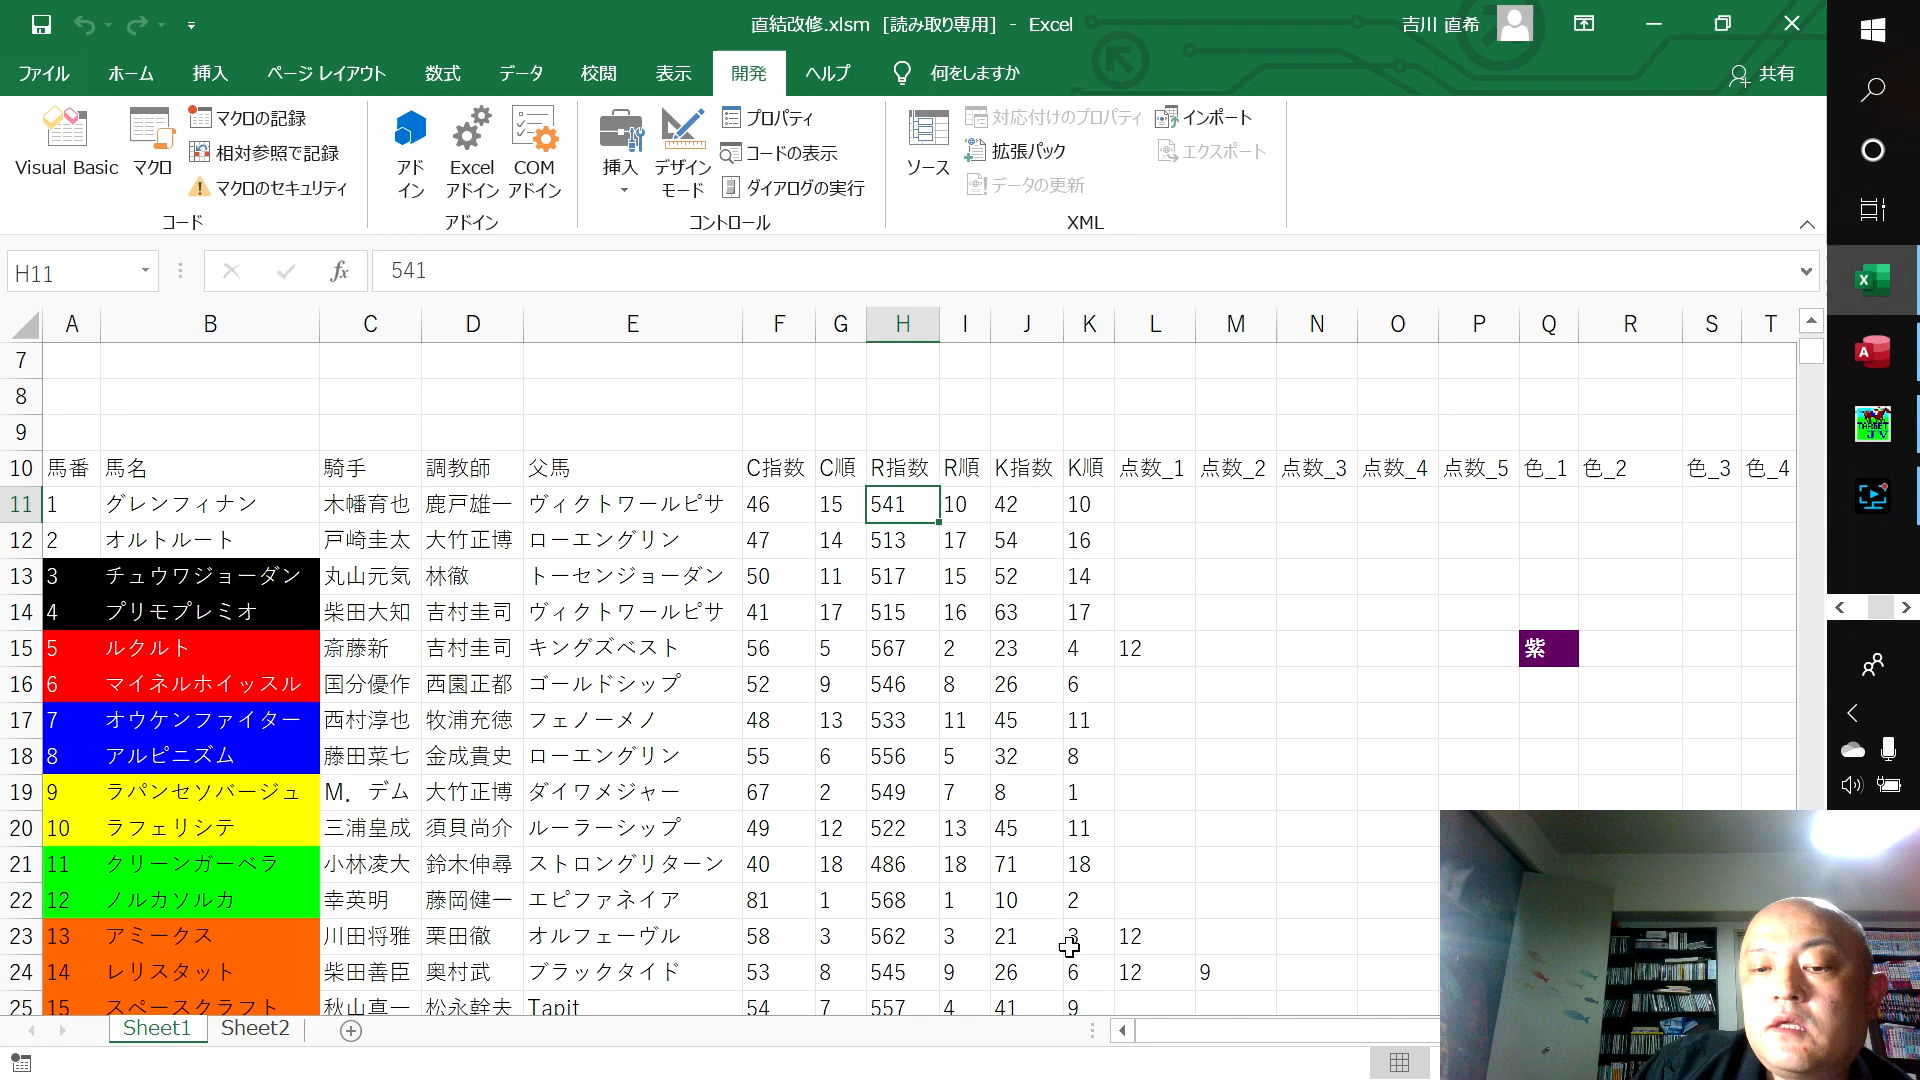 直結改修.xlsm [読み取り専用] - Excel
吉川 直希
ファイル ホーム 挿入 ページ レイアウト 数式 データ 校閲 表示 開発 ヘルプ 何をしますか 共有
Visual Basic
マクロ
マクロの記録
相対参照で記録
マクロのセキュリティ
コード
アド
イン
Excel
アドイン
COM
アドイン
アドイン
挿入
デザイン
モード
プロパティ
コードの表示
ダイアログの実行
コントロール
ソース
対応付けのプロパティ
拡張パック
データの更新
インポート
エクスポート
XML
H11 fx 541
A B C D E F G H I J K L M N O P Q R S T
7
8
9
10 馬番 馬名 騎手 調教師 父馬 C指数 C順 R指数 R順 K指数 K順 点数_1 点数_2 点数_3 点数_4 点数_5 色_1 色_2 色_3 色_4
11 1 グレンフィナン 木幡育也 鹿戸雄一 ヴィクトワールピサ 46 15 541 10 42 10
12 2 オルトルート 戸崎圭太 大竹正博 ローエングリン 47 14 513 17 54 16
13 3 チュウワジョーダン 丸山元気 林徹 トーセンジョーダン 50 11 517 15 52 14
14 4 プリモプレミオ 柴田大知 吉村圭司 ヴィクトワールピサ 41 17 515 16 63 17
15 5 ルクルト 斎藤新 吉村圭司 キングズベスト 56 5 567 2 23 4 12 紫
16 6 マイネルホイッスル 国分優作 西園正都 ゴールドシップ 52 9 546 8 26 6
17 7 オウケンファイター 西村淳也 牧浦充徳 フェノーメノ 48 13 533 11 45 11
18 8 アルピニズム 藤田菜七 金成貴史 ローエングリン 55 6 556 5 32 8
19 9 ラパンセソバージュ M．デム 大竹正博 ダイワメジャー 67 2 549 7 8 1
20 10 ラフェリシテ 三浦皇成 須貝尚介 ルーラーシップ 49 12 522 13 45 11
21 11 クリーンガーベラ 小林凌大 鈴木伸尋 ストロングリターン 40 18 486 18 71 18
22 12 ノルカソルカ 幸英明 藤岡健一 エピファネイア 81 1 568 1 10 2
23 13 アミークス 川田将雅 栗田徹 オルフェーヴル 58 3 562 3 21 3 12
24 14 レリスタット 柴田善臣 奥村武 ブラックタイド 53 8 545 9 26 6 12 9
25 15 スペースクラフト 秋山真一 松永幹夫 Tapit 54 7 557 4 41 9
Sheet1 Sheet2
TARGET
JV